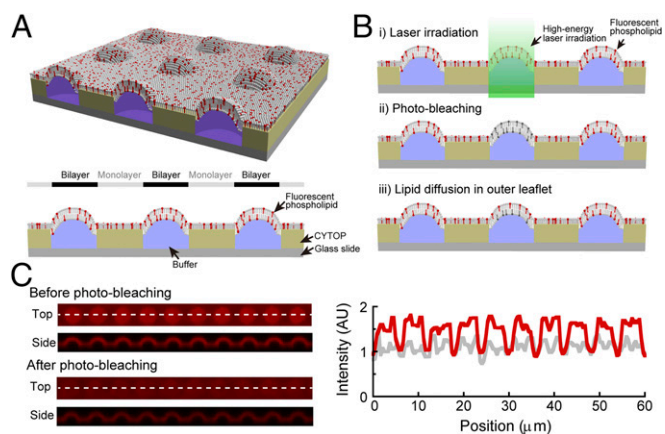 A
Bilayer Monolayer Bilayer Monolayer Bilayer
Fluorescent
phospholipid
CYTOP
Glass slide
Buffer
B
i) Laser irradiation
High-energy
laser irradiation
Fluorescent
phospholipid
ii) Photo-bleaching
iii) Lipid diffusion in outer leaflet
C
Before photo-bleaching
Top
Side
After photo-bleaching
Top
Side
Intensity (AU)
2
1
0
0 10 20 30 40 50 60
Position (μm)